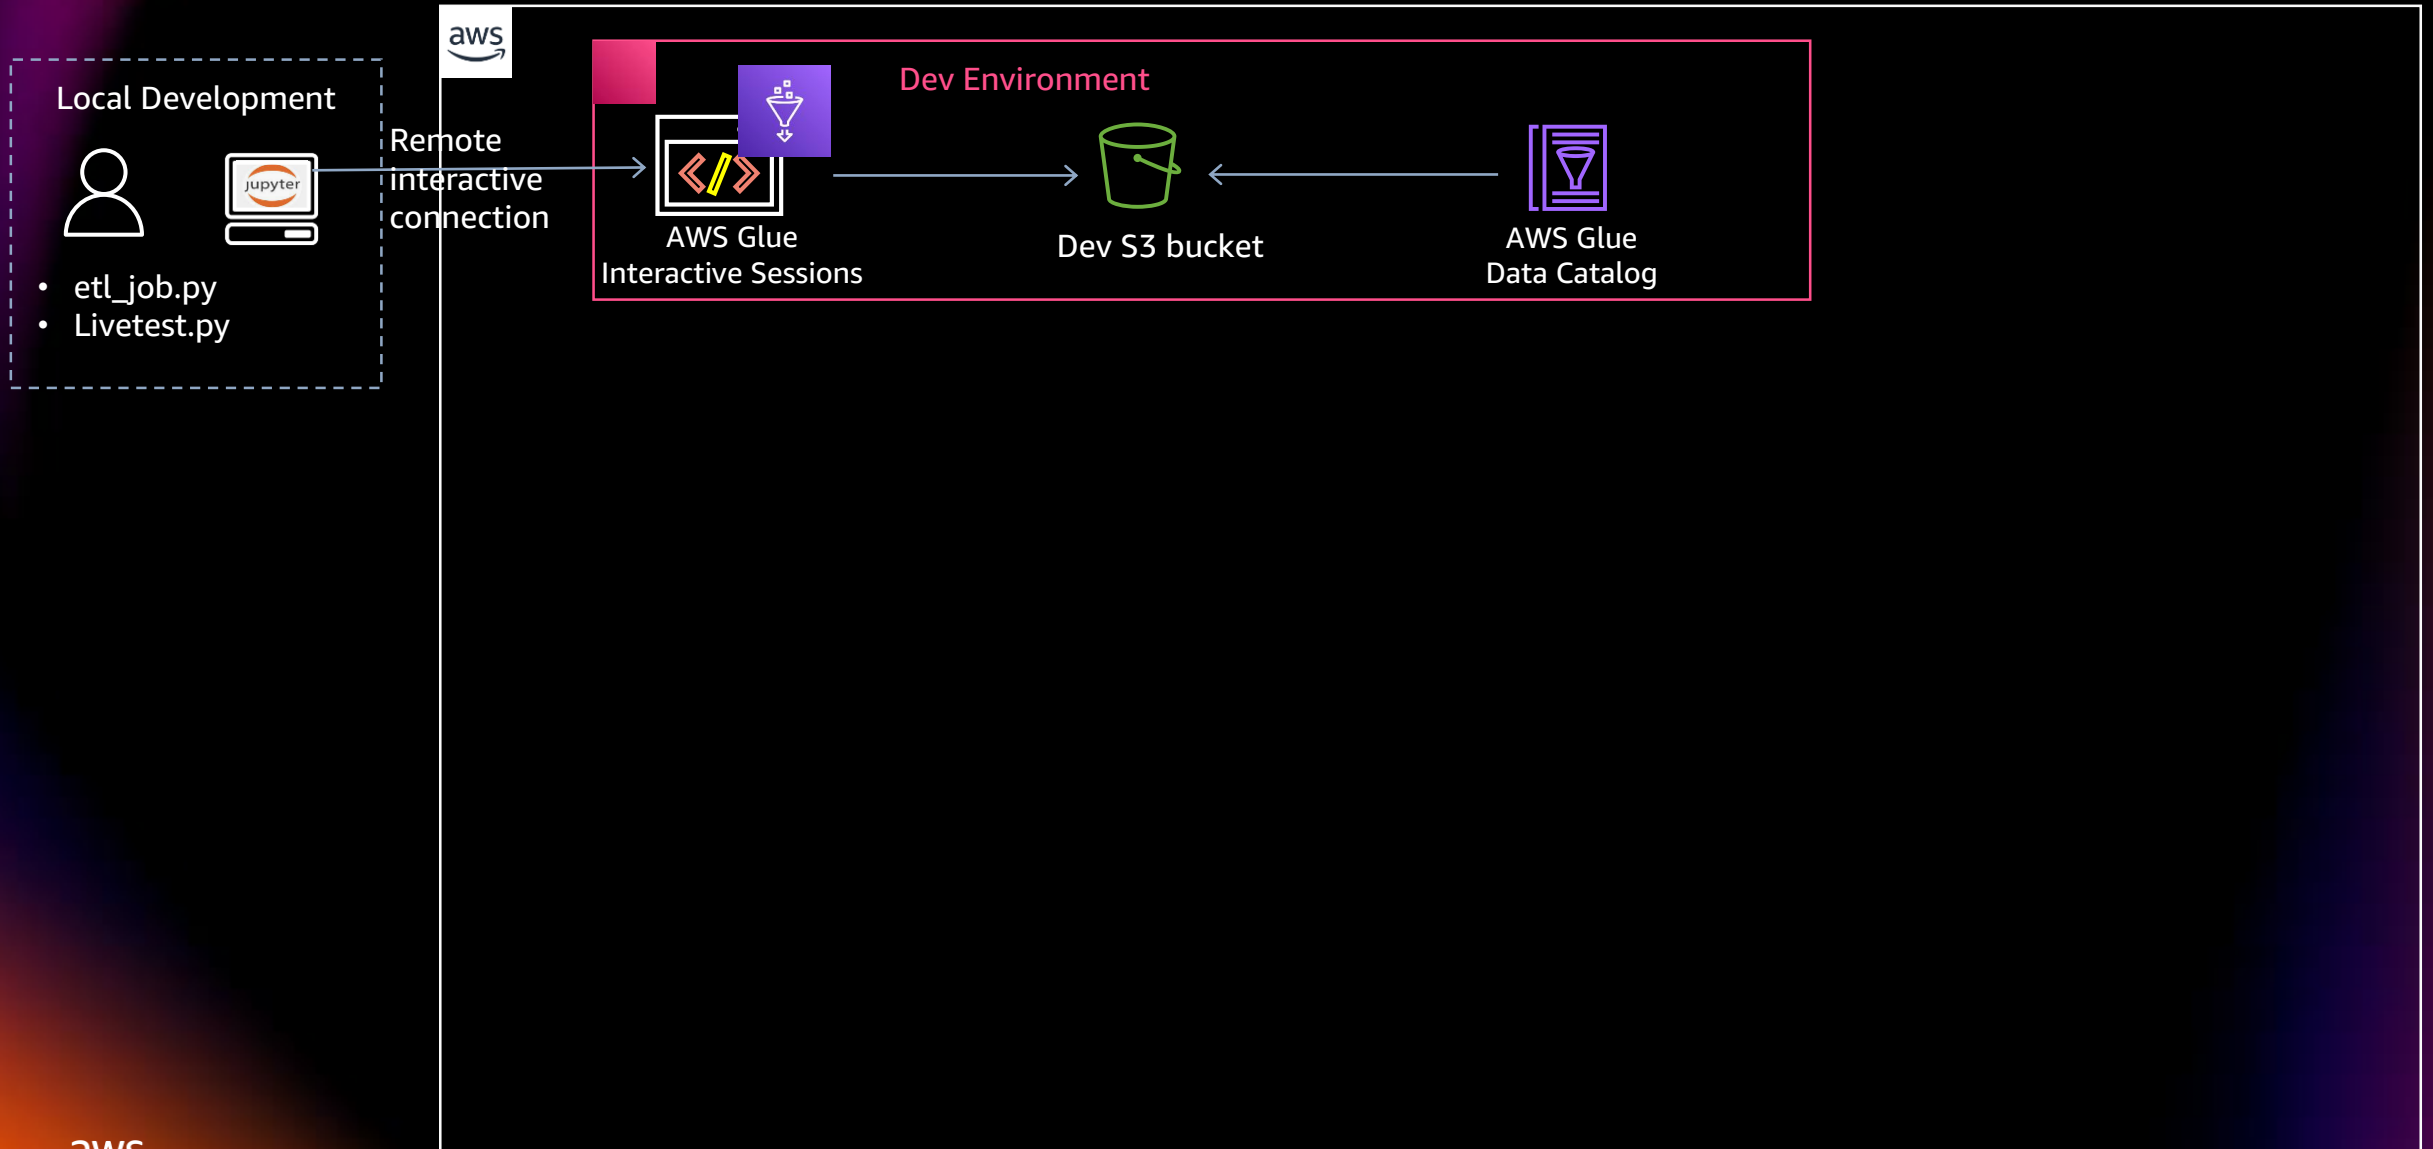 aws
Local Development
Dev Environment
Remote
interactive
connection
Jupyter
AWS Glue
Interactive Sessions
Dev S3 bucket
AWS Glue
Data Catalog
• etl_job.py
• Livetest.py
aws